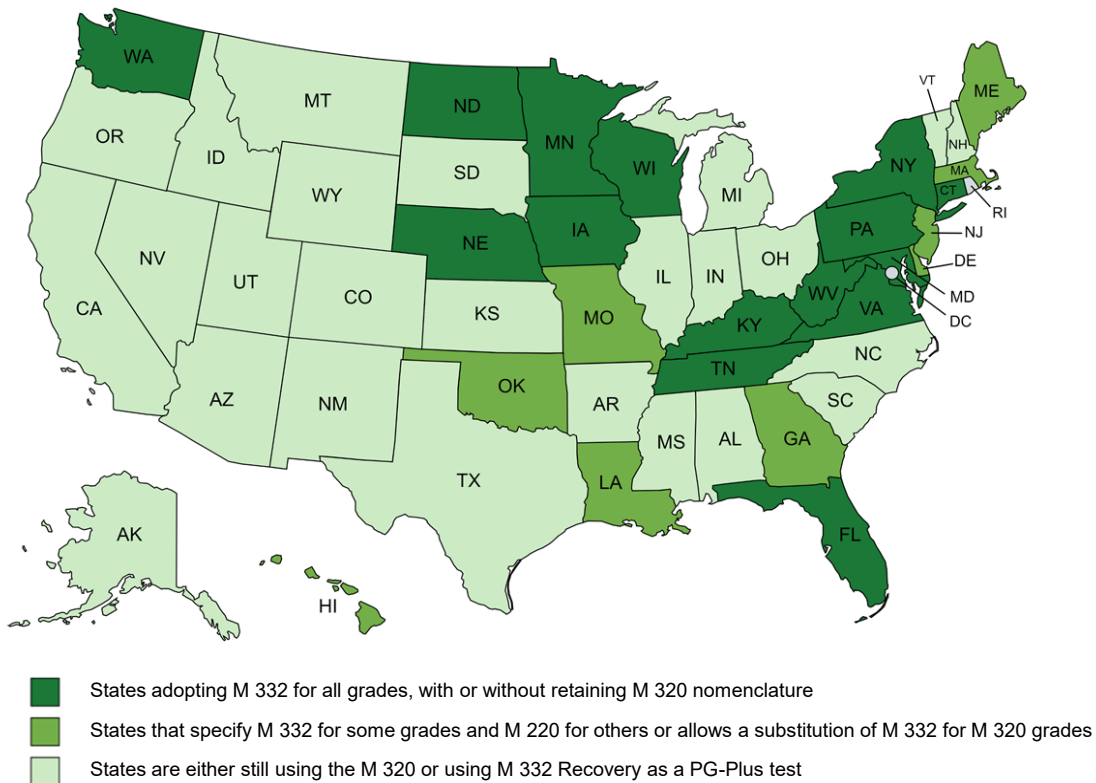 WA
MT
ND
MN
OR
ID
WY
SD
WI
MI
VT
ME
NH
NY
MA
CT
RI
NV
UT
CO
NE
IA
IL
IN
OH
PA
NJ
DE
MD
DC
CA
KS
MO
KY
WV
VA
AZ
NM
OK
AR
TN
NC
SC
TX
LA
MS
AL
GA
FL
AK
HI
States adopting M 332 for all grades, with or without retaining M 320 nomenclature
States that specify M 332 for some grades and M 220 for others or allows a substitution of M 332 for M 320 grades
States are either still using the M 320 or using M 332 Recovery as a PG-Plus test